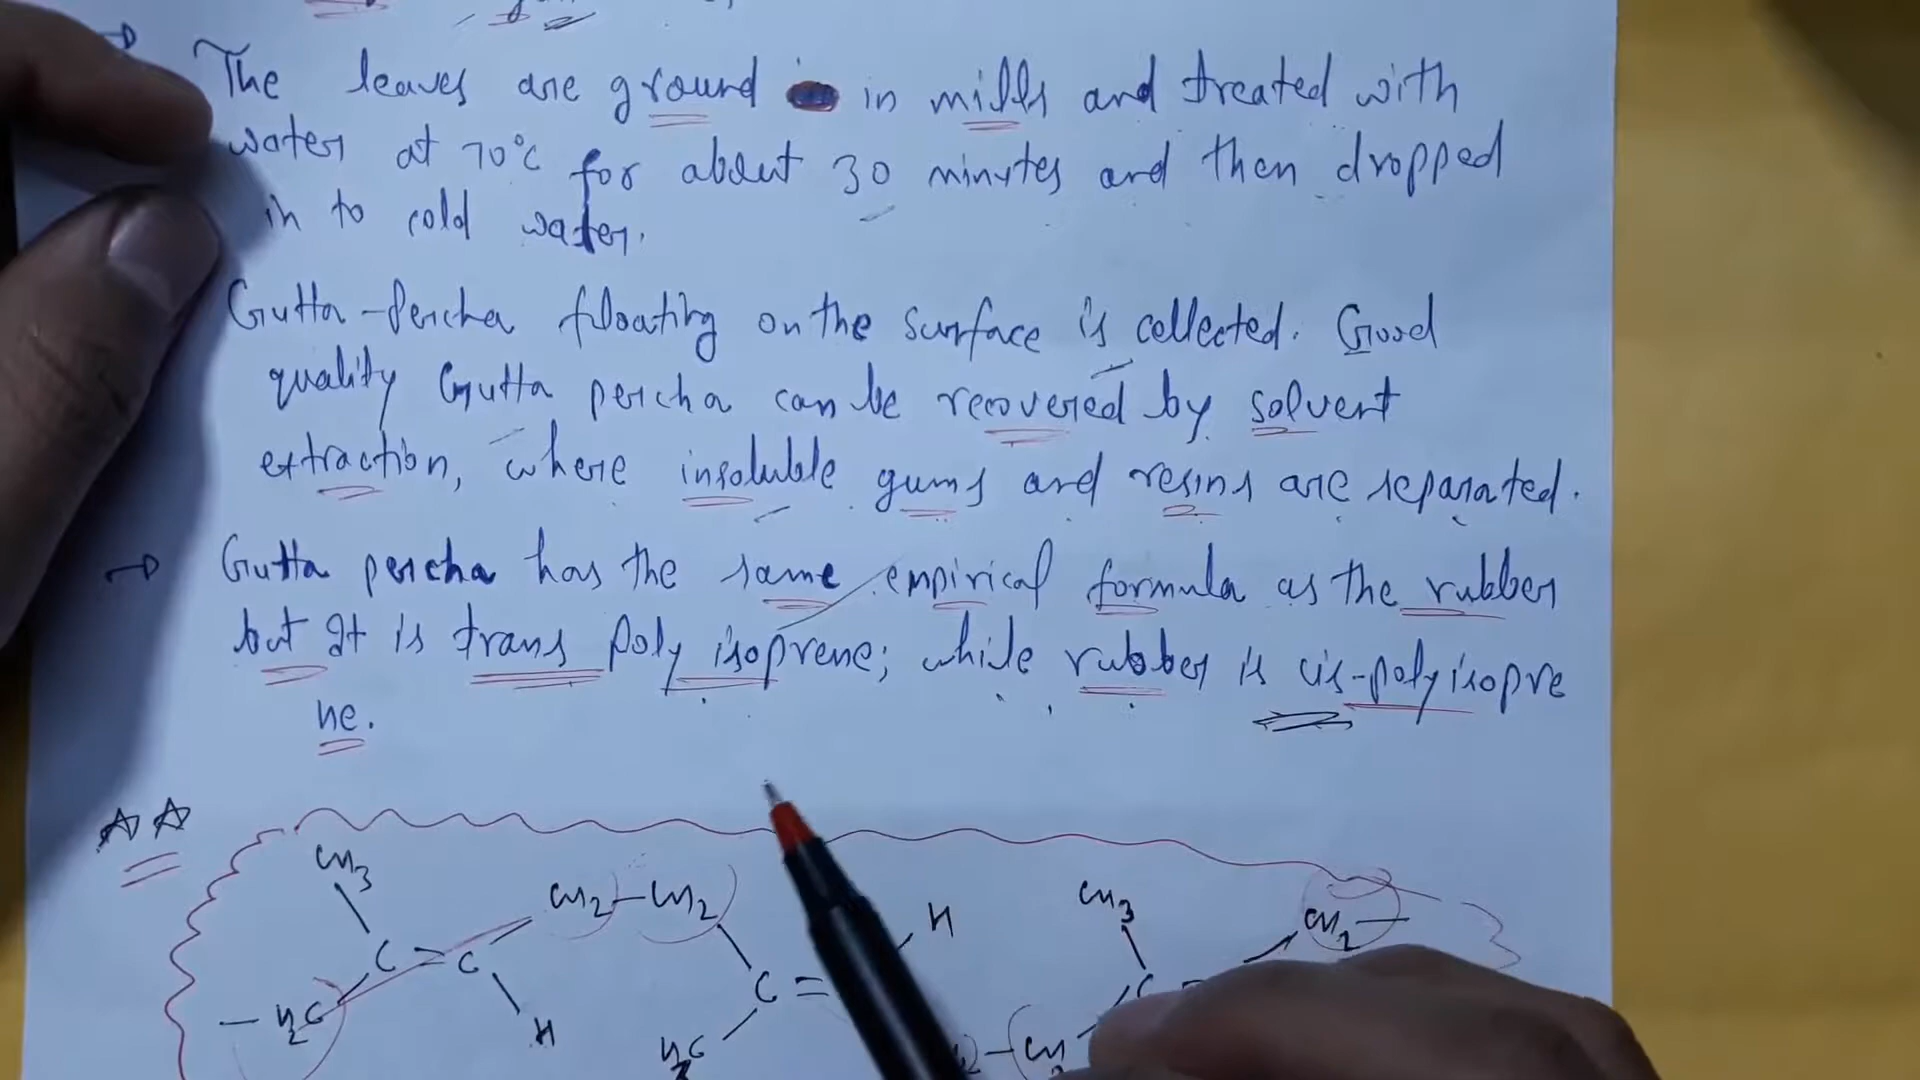 The leaves are ground in mills and treated with
water at 70°C for about 30 minutes and then dropped
in to cold water.
Gutta-Percha floating on the surface is collected. Good
quality Gutta percha can be recovered by solvent
extraction, where insoluble gums and resins are separated.
→ Gutta percha has the same empirical formula as the rubber
but It is trans Poly isoprene; while rubber is cis-polyisopre
ne.
CH3
CH2-CH2
H
CH3
CH2-
C=C
C=
C
-H2C
H
H3C
-CH2